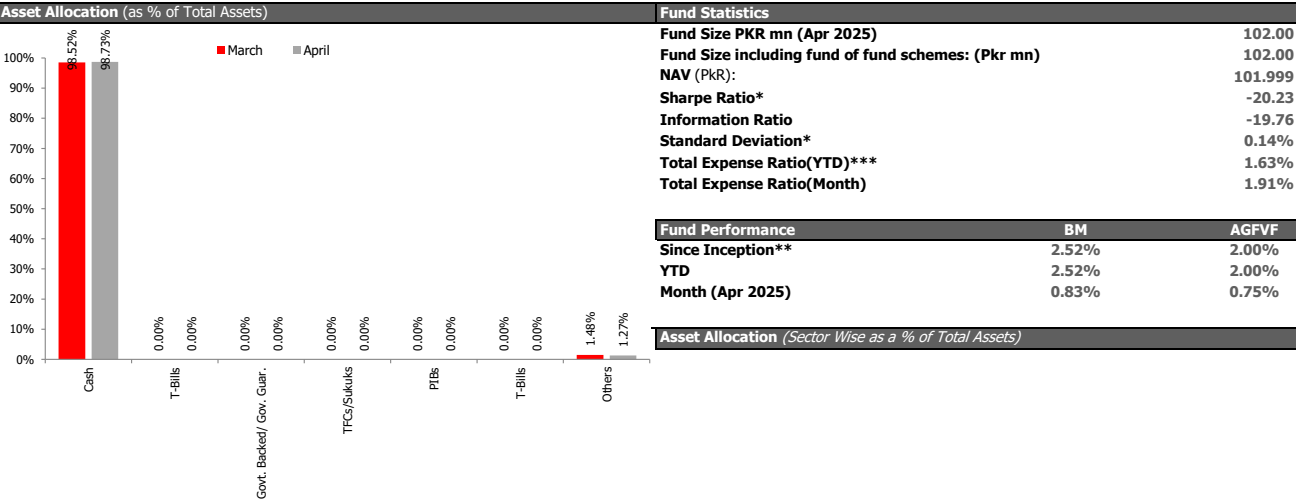 Asset Allocation (as % of Total Assets)
March April
98.52% 98.73%
0.00% 0.00%
0.00% 0.00%
0.00% 0.00%
0.00% 0.00%
0.00% 0.00%
1.48% 1.27%
100%
90%
80%
70%
60%
50%
40%
30%
20%
10%
0%
Cash
T-Bills
Govt. Backed/ Gov. Guar.
TFCs/Sukuks
PIBs
T-Bills
Others
Fund Statistics
Fund Size PKR mn (Apr 2025) 102.00
Fund Size including fund of fund schemes: (Pkr mn) 102.00
NAV (PkR): 101.999
Sharpe Ratio* -20.23
Information Ratio -19.76
Standard Deviation* 0.14%
Total Expense Ratio(YTD)*** 1.63%
Total Expense Ratio(Month) 1.91%
Fund Performance BM AGFVF
Since Inception** 2.52% 2.00%
YTD 2.52% 2.00%
Month (Apr 2025) 0.83% 0.75%
Asset Allocation (Sector Wise as a % of Total Assets)